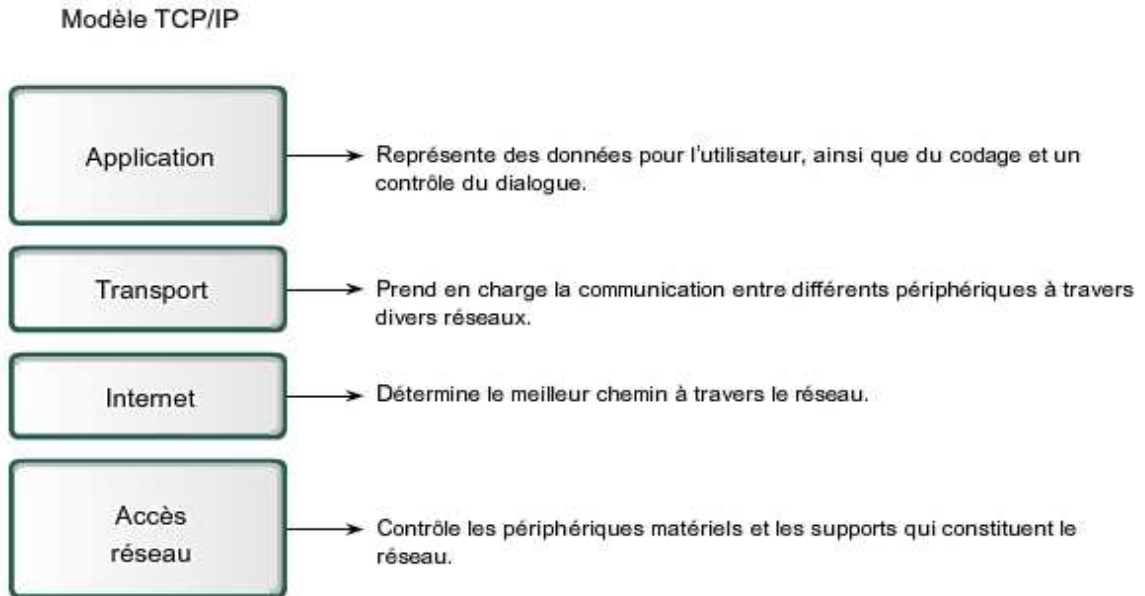 Modèle TCP/IP
Application
Représente des données pour l'utilisateur, ainsi que du codage et un
contrôle du dialogue.
Transport
Prend en charge la communication entre différents périphériques à travers
divers réseaux.
Internet
Détermine le meilleur chemin à travers le réseau.
Accès
réseau
Contrôle les périphériques matériels et les supports qui constituent le
réseau.